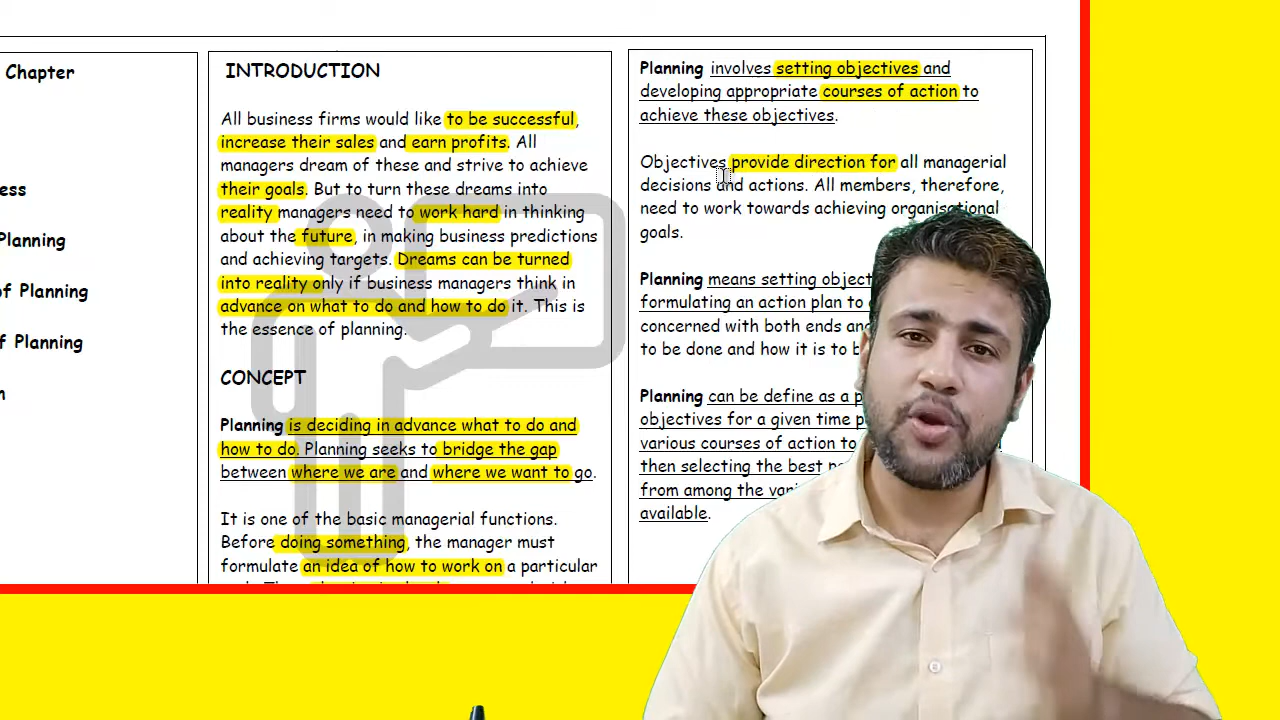 Chapter
ess
Planning
of Planning
f Planning
n
INTRODUCTION
All business firms would like to be successful,
increase their sales and earn profits. All
managers dream of these and strive to achieve
their goals. But to turn these dreams into
reality managers need to work hard in thinking
about the future, in making business predictions
and achieving targets. Dreams can be turned
into reality only if business managers think in
advance on what to do and how to do it. This is
the essence of planning.
CONCEPT
Planning is deciding in advance what to do and
how to do. Planning seeks to bridge the gap
between where we are and where we want to go.
It is one of the basic managerial functions.
Before doing something, the manager must
formulate an idea of how to work on a particular
Planning involves setting objectives and
developing appropriate courses of action to
achieve these objectives.
Objectives provide direction for all managerial
decisions and actions. All members, therefore,
need to work towards achieving organisational
goals.
Planning means setting object
formulating an action plan to
concerned with both ends an
to be done and how it is to b
Planning can be define as a p
objectives for a given time p
various courses of action to
then selecting the best
from among the vari
available.